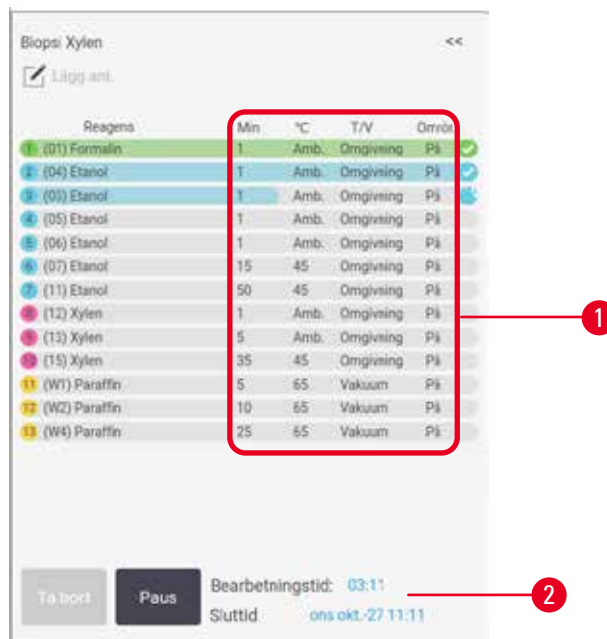 Biopsi Xylen <<
Lägg ant.
Reagens Min °C T/V Omrör
1 (01) Formalin 1 Amb. Omgivning På
2 (04) Etanol 1 Amb. Omgivning På
3 (03) Etanol 1 Amb. Omgivning På
4 (05) Etanol 1 Amb. Omgivning På
5 (06) Etanol 1 Amb. Omgivning På
6 (07) Etanol 15 45 Omgivning På
7 (11) Etanol 50 45 Omgivning På
8 (12) Xylen 1 Amb. Omgivning På
9 (13) Xylen 5 Amb. Omgivning På
10 (15) Xylen 35 45 Omgivning På
11 (W1) Paraffin 5 65 Vakuum På
12 (W2) Paraffin 10 65 Vakuum På
13 (W4) Paraffin 25 65 Vakuum På
1
Ta bort Paus
Bearbetningstid: 03:11
Sluttid ons okt.-27 11:11
2